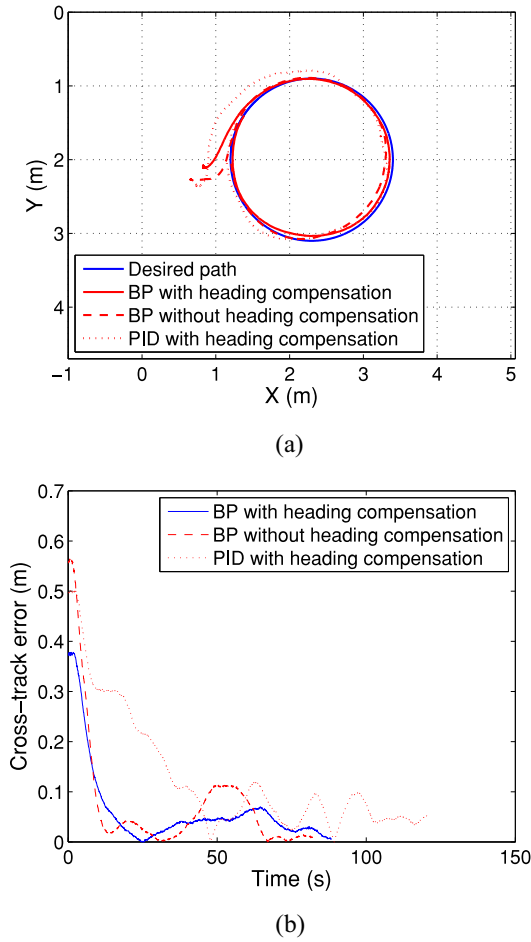 0
1
2
3
4
Y (m)
Desired path
BP with heading compensation
BP without heading compensation
PID with heading compensation
−1 0 1 2 3 4 5
X (m)
(a)
0.7
0.6
0.5
0.4
0.3
0.2
0.1
0
Cross−track error (m)
BP with heading compensation
BP without heading compensation
PID with heading compensation
0 50 100 150
Time (s)
(b)